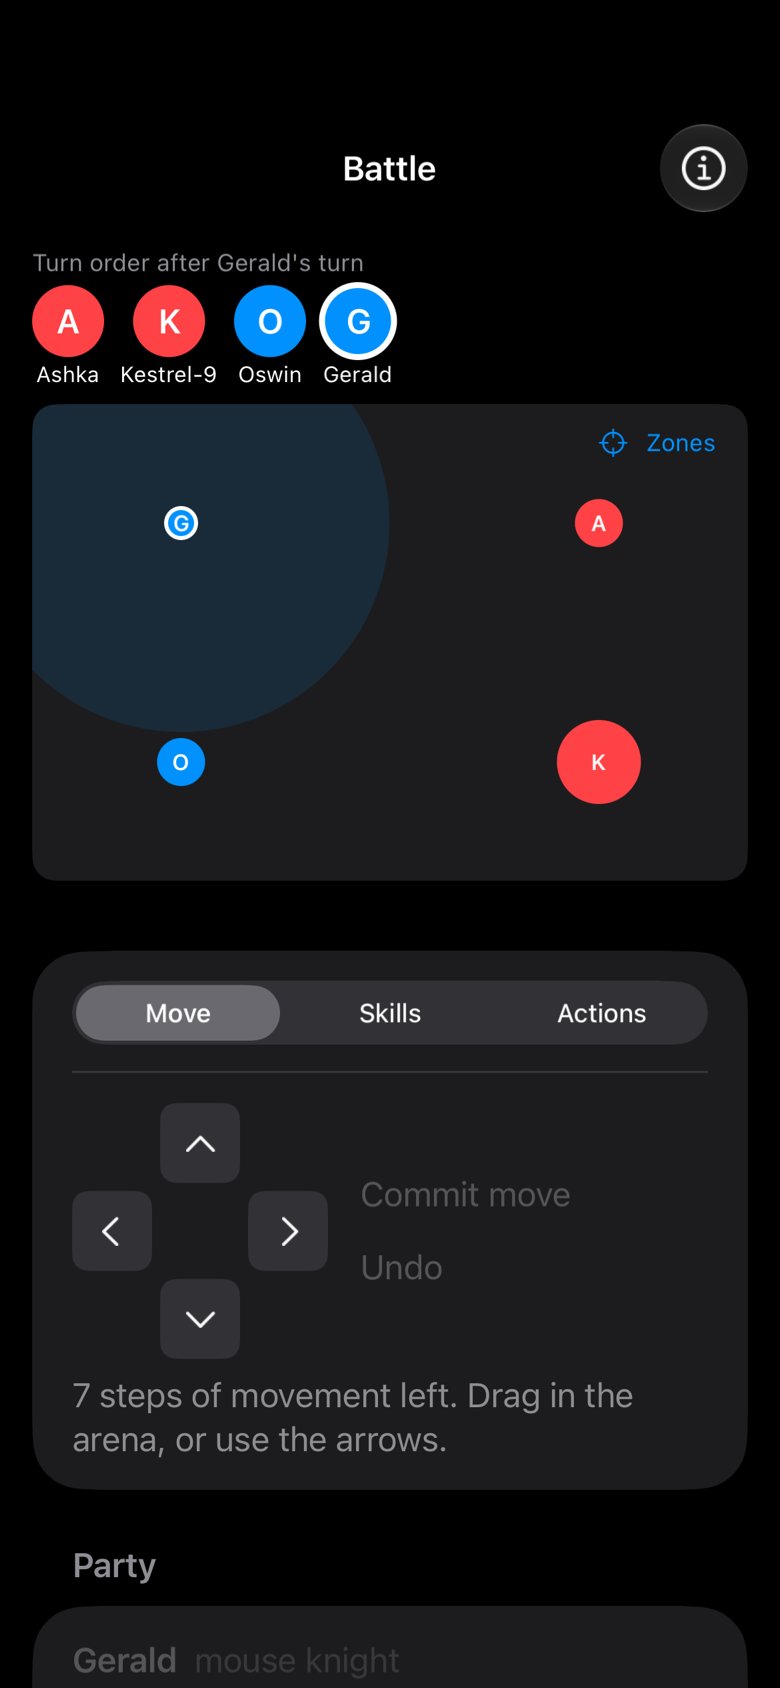 Battle
Turn order after Gerald's turn
A K O G
Ashka Kestrel-9 Oswin Gerald
Zones
G A
O K
Move Skills Actions
Commit move
Undo
7 steps of movement left. Drag in the
arena, or use the arrows.
Party
Gerald mouse knight